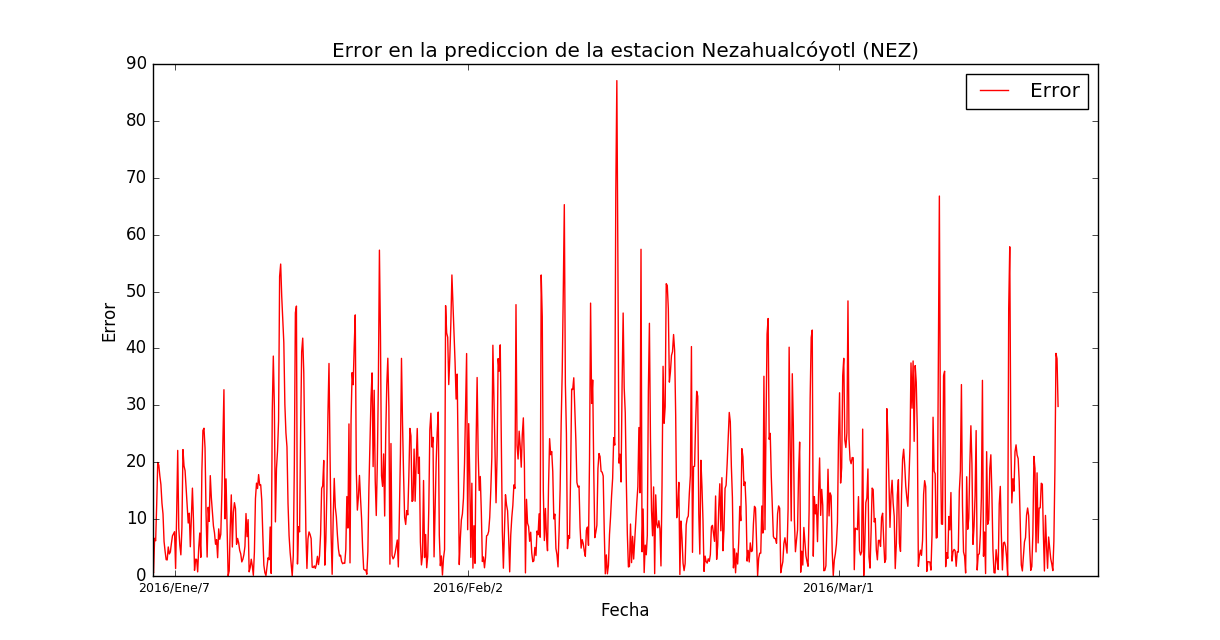 Error en la prediccion de la estacion Nezahualcóyotl (NEZ)
Error
90
80
70
60
50
40
30
20
10
0
Error
2016/Ene/7 2016/Feb/2 2016/Mar/1
Fecha